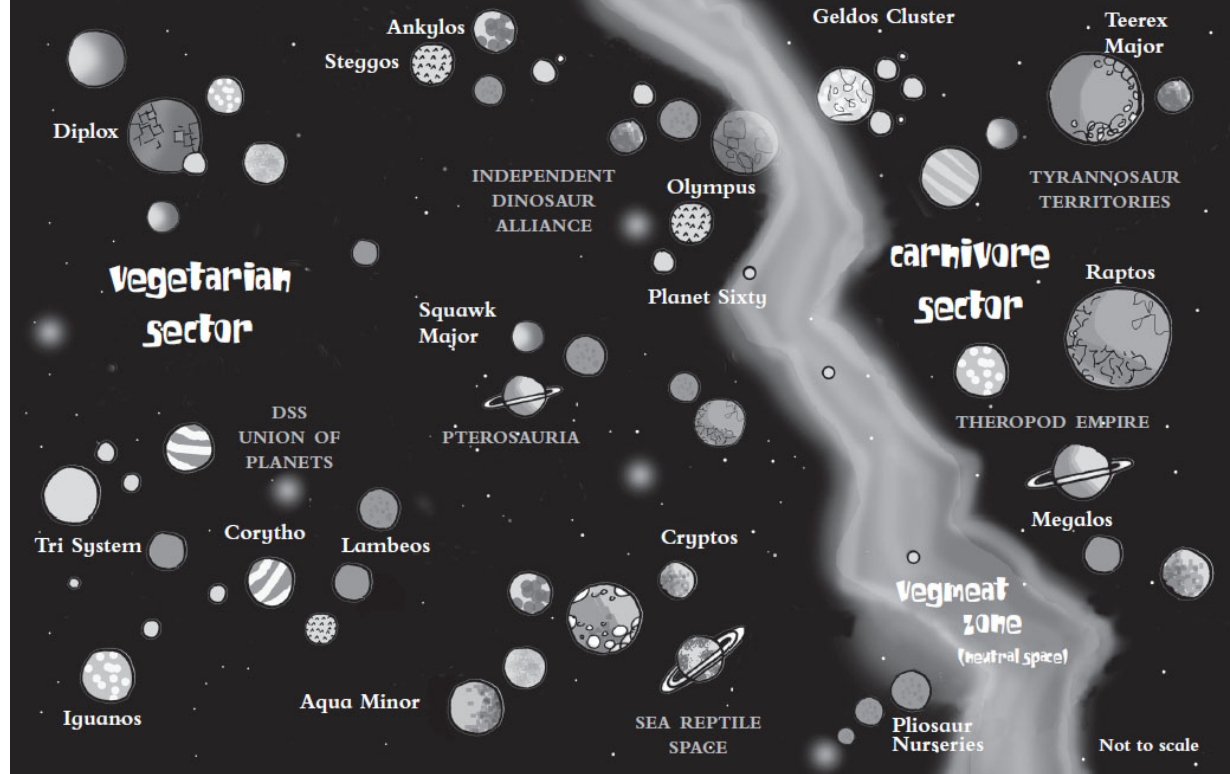 Ankylos
Steggos
Geldos Cluster
Teerex
Major
Diplox
INDEPENDENT
DINOSAUR
ALLIANCE
Olympus
TYRANNOSAUR
TERRITORIES
vegetarian
sector
Planet Sixty
carnivore
sector
Raptos
Squawk
Major
DSS
UNION OF
PLANETS
PTEROSAURIA
THEROPOD EMPIRE
Tri System
Corytho
Lambeos
Cryptos
Megalos
vegmeat
zone
(neutral space)
Iguanos
Aqua Minor
SEA REPTILE
SPACE
Pliosaur
Nurseries
Not to scale